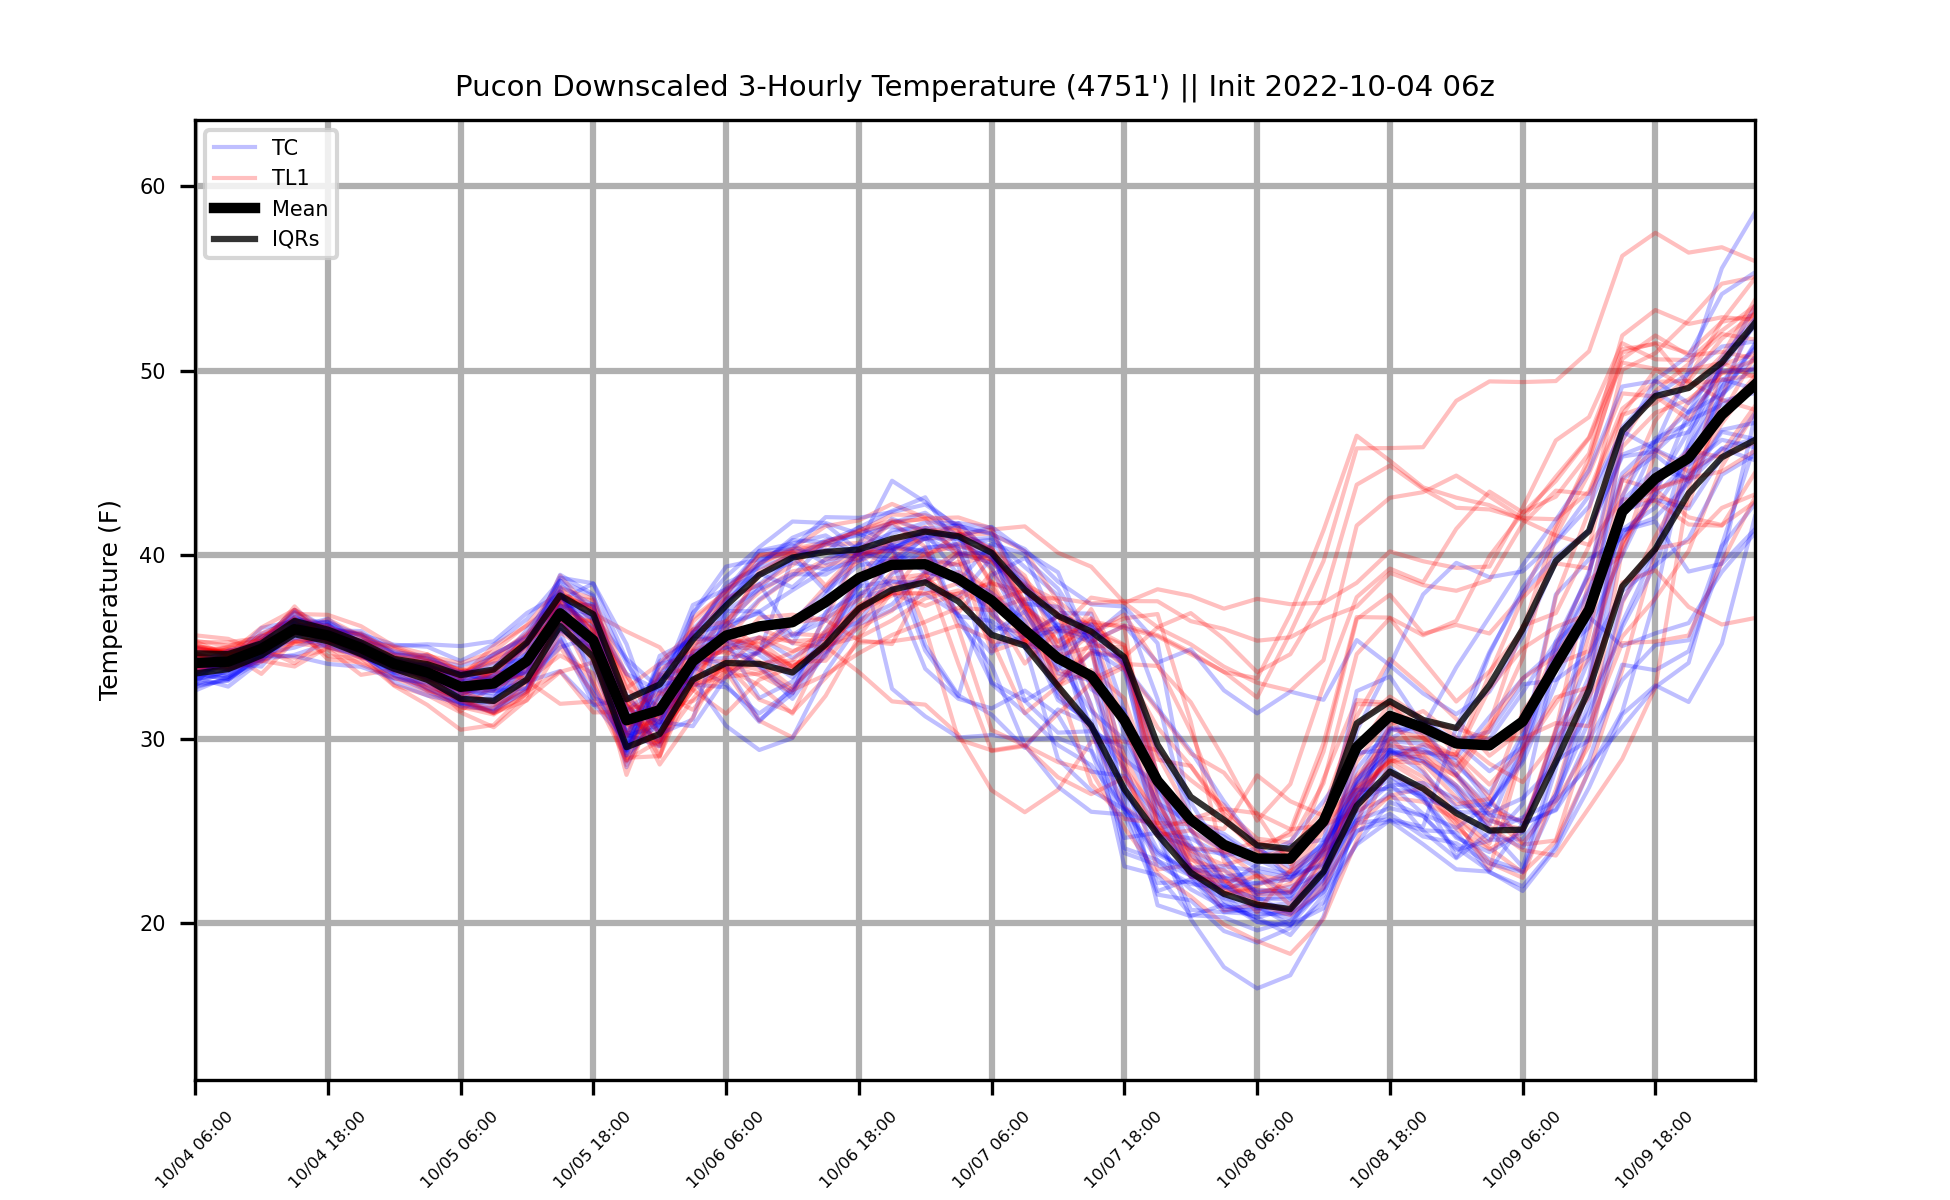 Pucon Downscaled 3-Hourly Temperature (4751') || Init 2022-10-04 06z
TC
TL1
Mean
IQRs
Temperature (F)
60
50
40
30
20
10/04 06:00
10/04 18:00
10/05 06:00
10/05 18:00
10/06 06:00
10/06 18:00
10/07 06:00
10/07 18:00
10/08 06:00
10/08 18:00
10/09 06:00
10/09 18:00